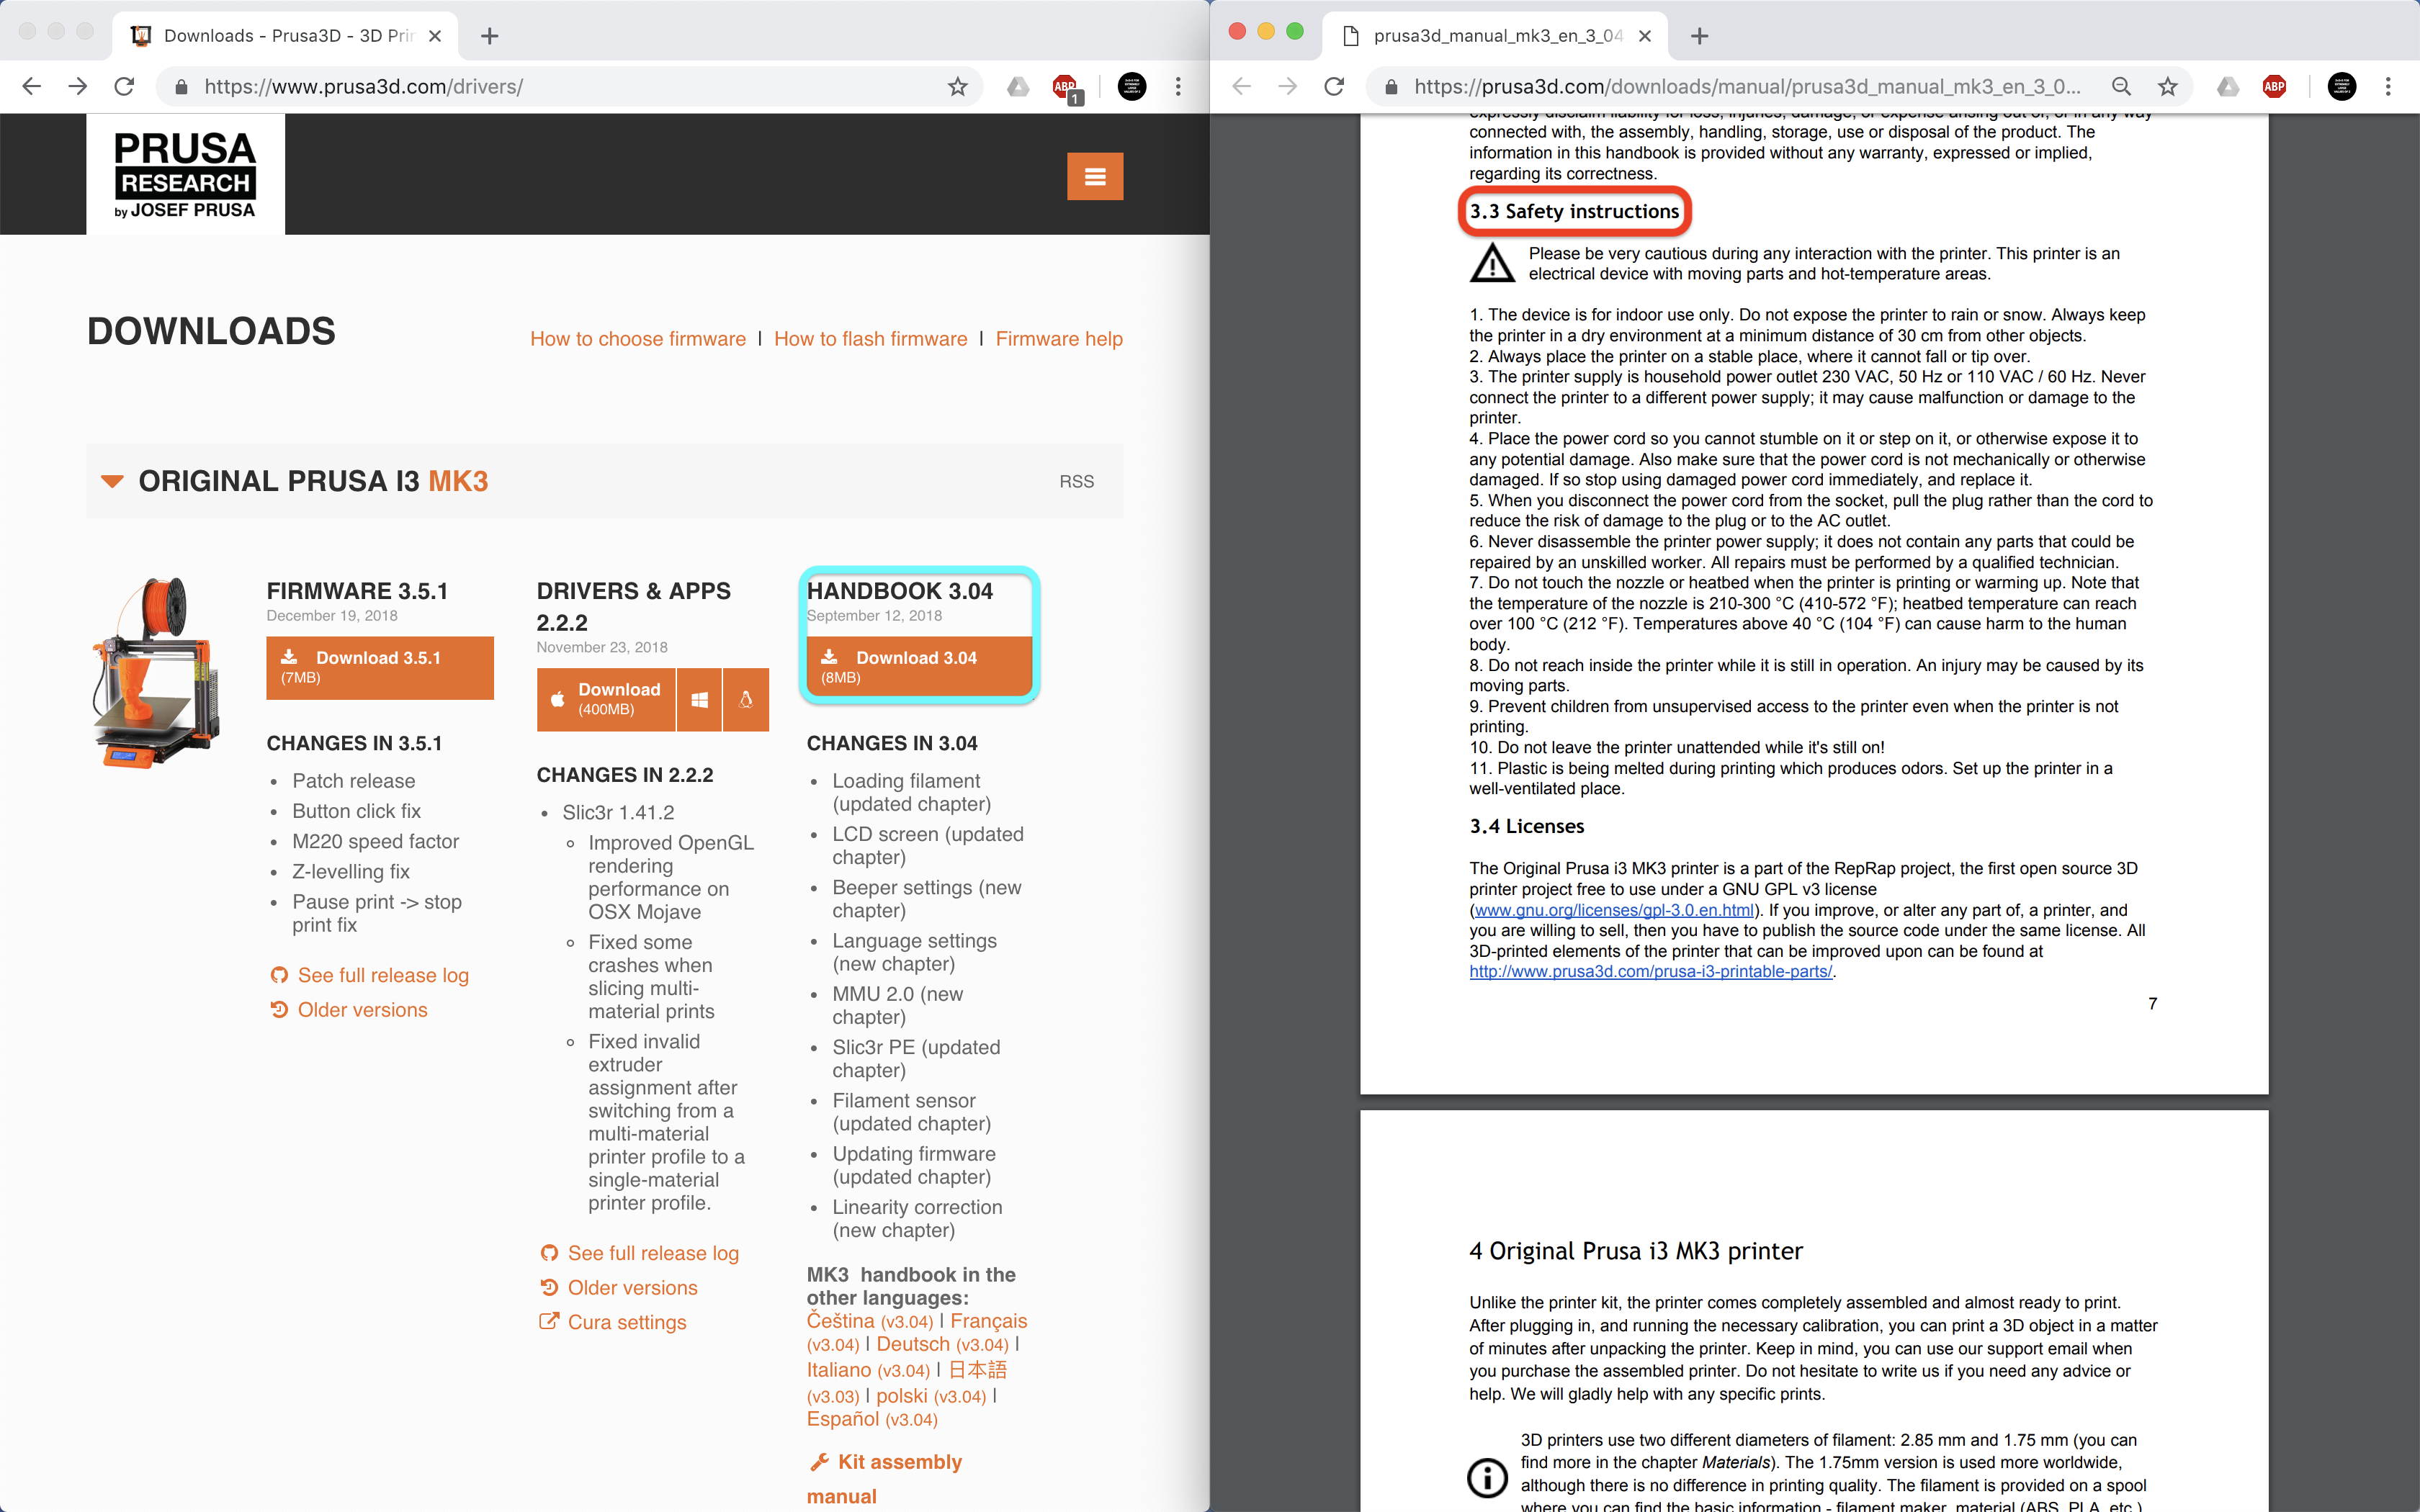 Downloads - Prusa3D - 3D Prin
https://www.prusa3d.com/drivers/
ABP
1
PRUSA
RESEARCH
by JOSEF PRUSA
DOWNLOADS
How to choose firmware | How to flash firmware | Firmware help
ORIGINAL PRUSA I3 MK3
RSS
FIRMWARE 3.5.1
December 19, 2018
Download 3.5.1
(7MB)
CHANGES IN 3.5.1
• Patch release
• Button click fix
• M220 speed factor
• Z-levelling fix
• Pause print -> stop
print fix
See full release log
Older versions
DRIVERS & APPS
2.2.2
November 23, 2018
Download
(400MB)
CHANGES IN 2.2.2
• Slic3r 1.41.2
◦ Improved OpenGL
rendering
performance on
OSX Mojave
◦ Fixed some
crashes when
slicing multi-
material prints
◦ Fixed invalid
extruder
assignment after
switching from a
multi-material
printer profile to a
single-material
printer profile.
See full release log
Older versions
Cura settings
HANDBOOK 3.04
September 12, 2018
Download 3.04
(8MB)
CHANGES IN 3.04
• Loading filament
(updated chapter)
• LCD screen (updated
chapter)
• Beeper settings (new
chapter)
• Language settings
(new chapter)
• MMU 2.0 (new
chapter)
• Slic3r PE (updated
chapter)
• Filament sensor
(updated chapter)
• Updating firmware
(updated chapter)
• Linearity correction
(new chapter)
MK3  handbook in the
other languages:
Čeština (v3.04) | Français
(v3.04) | Deutsch (v3.04) |
Italiano (v3.04) | 日本語
(v3.03) | polski (v3.04) |
Español (v3.04)
Kit assembly
manual
prusa3d_manual_mk3_en_3_04
https://prusa3d.com/downloads/manual/prusa3d_manual_mk3_en_3_0...
ABP
expressly disclaim liability for loss, injuries, damage, or expense arising out of, or in any way
connected with, the assembly, handling, storage, use or disposal of the product. The
information in this handbook is provided without any warranty, expressed or implied,
regarding its correctness.
3.3 Safety instructions
Please be very cautious during any interaction with the printer. This printer is an
electrical device with moving parts and hot-temperature areas.
1. The device is for indoor use only. Do not expose the printer to rain or snow. Always keep
the printer in a dry environment at a minimum distance of 30 cm from other objects.
2. Always place the printer on a stable place, where it cannot fall or tip over.
3. The printer supply is household power outlet 230 VAC, 50 Hz or 110 VAC / 60 Hz. Never
connect the printer to a different power supply; it may cause malfunction or damage to the
printer.
4. Place the power cord so you cannot stumble on it or step on it, or otherwise expose it to
any potential damage. Also make sure that the power cord is not mechanically or otherwise
damaged. If so stop using damaged power cord immediately, and replace it.
5. When you disconnect the power cord from the socket, pull the plug rather than the cord to
reduce the risk of damage to the plug or to the AC outlet.
6. Never disassemble the printer power supply; it does not contain any parts that could be
repaired by an unskilled worker. All repairs must be performed by a qualified technician.
7. Do not touch the nozzle or heatbed when the printer is printing or warming up. Note that
the temperature of the nozzle is 210-300 °C (410-572 °F); heatbed temperature can reach
over 100 °C (212 °F). Temperatures above 40 °C (104 °F) can cause harm to the human
body.
8. Do not reach inside the printer while it is still in operation. An injury may be caused by its
moving parts.
9. Prevent children from unsupervised access to the printer even when the printer is not
printing.
10. Do not leave the printer unattended while it's still on!
11. Plastic is being melted during printing which produces odors. Set up the printer in a
well-ventilated place.
3.4 Licenses
The Original Prusa i3 MK3 printer is a part of the RepRap project, the first open source 3D
printer project free to use under a GNU GPL v3 license
(www.gnu.org/licenses/gpl-3.0.en.html). If you improve, or alter any part of, a printer, and
you are willing to sell, then you have to publish the source code under the same license. All
3D-printed elements of the printer that can be improved upon can be found at
http://www.prusa3d.com/prusa-i3-printable-parts/.
7
4 Original Prusa i3 MK3 printer
Unlike the printer kit, the printer comes completely assembled and almost ready to print.
After plugging in, and running the necessary calibration, you can print a 3D object in a matter
of minutes after unpacking the printer. Keep in mind, you can use our support email when
you purchase the assembled printer. Do not hesitate to write us if you need any advice or
help. We will gladly help with any specific prints.
3D printers use two different diameters of filament: 2.85 mm and 1.75 mm (you can
find more in the chapter Materials). The 1.75mm version is used more worldwide,
although there is no difference in printing quality. The filament is provided on a spool
where you can find the basic information - filament maker, material (ABS, PLA, etc.)